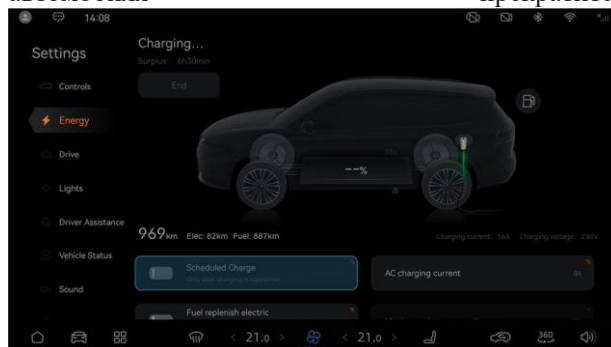 14:08
Settings
Charging...
Surplus: 6h30min
End
Controls
Energy
Drive
Lights
Driver Assistance
Vehicle Status
Sound
--%
969km Elec: 82km Fuel: 887km
Charging current: 16A Charging voltage: 230V
Scheduled Charge
AC charging current
Fuel replenish electric
< 21.0 >
< 21.0 >
360